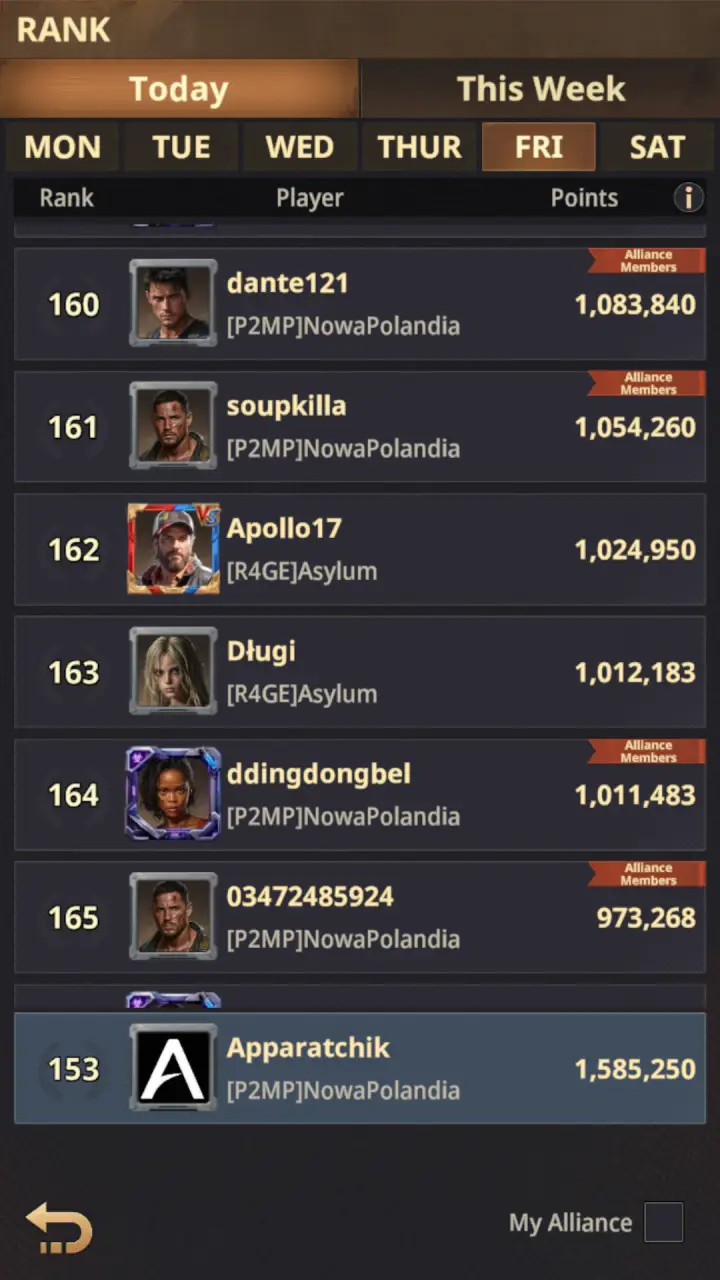 RANK
Today
This Week
MON TUE WED THUR FRI SAT
Rank Player Points i
Alliance
Members
160 dante121 1,083,840
[P2MP]NowaPolandia
Alliance
Members
161 soupkilla 1,054,260
[P2MP]NowaPolandia
VS
162 Apollo17 1,024,950
[R4GE]Asylum
163 Długi 1,012,183
[R4GE]Asylum
Alliance
Members
164 ddingdongbel 1,011,483
[P2MP]NowaPolandia
Alliance
Members
165 03472485924 973,268
[P2MP]NowaPolandia
153 Apparatchik 1,585,250
[P2MP]NowaPolandia
My Alliance